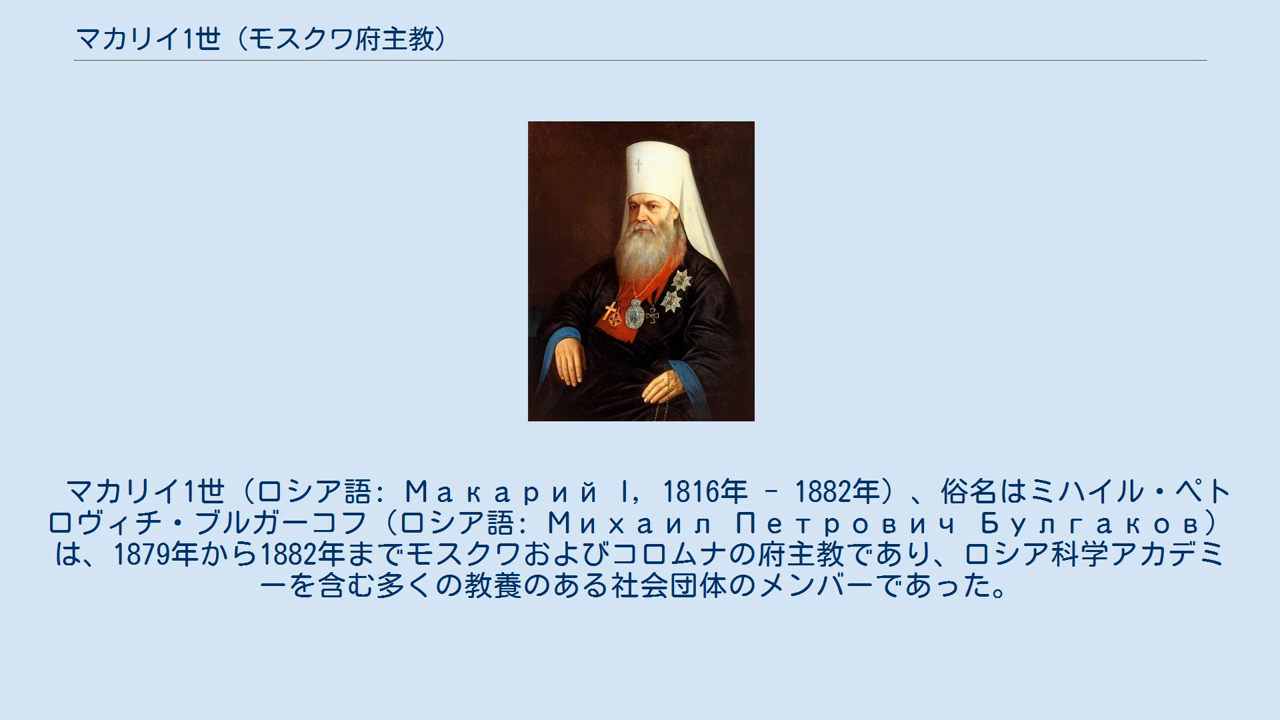 マカリイ1世（モスクワ府主教）
マカリイ1世（ロシア語: Макарий I, 1816年 - 1882年）、俗名はミハイル・ペト
ロヴィチ・ブルガーコフ（ロシア語: Михаил Петрович Булгаков）
は、1879年から1882年までモスクワおよびコロムナの府主教であり、ロシア科学アカデミ
ーを含む多くの教養のある社会団体のメンバーであった。